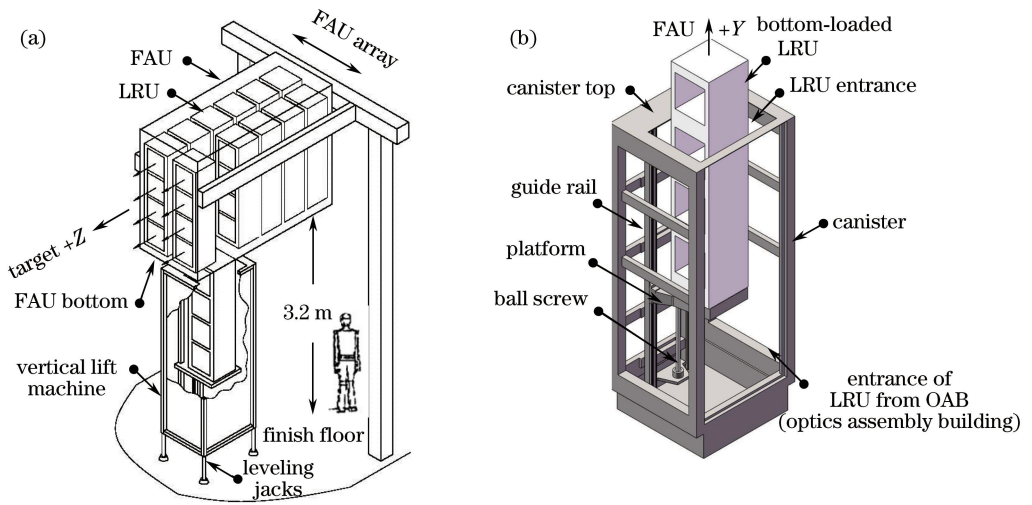 (a)
FAU array
FAU
LRU
target +Z
FAU bottom
3.2 m
vertical lift
machine
finish floor
leveling
jacks
(b)
FAU
+Y
bottom-loaded
LRU
canister top
LRU entrance
guide rail
canister
platform
ball screw
entrance of
LRU from OAB
(optics assembly building)